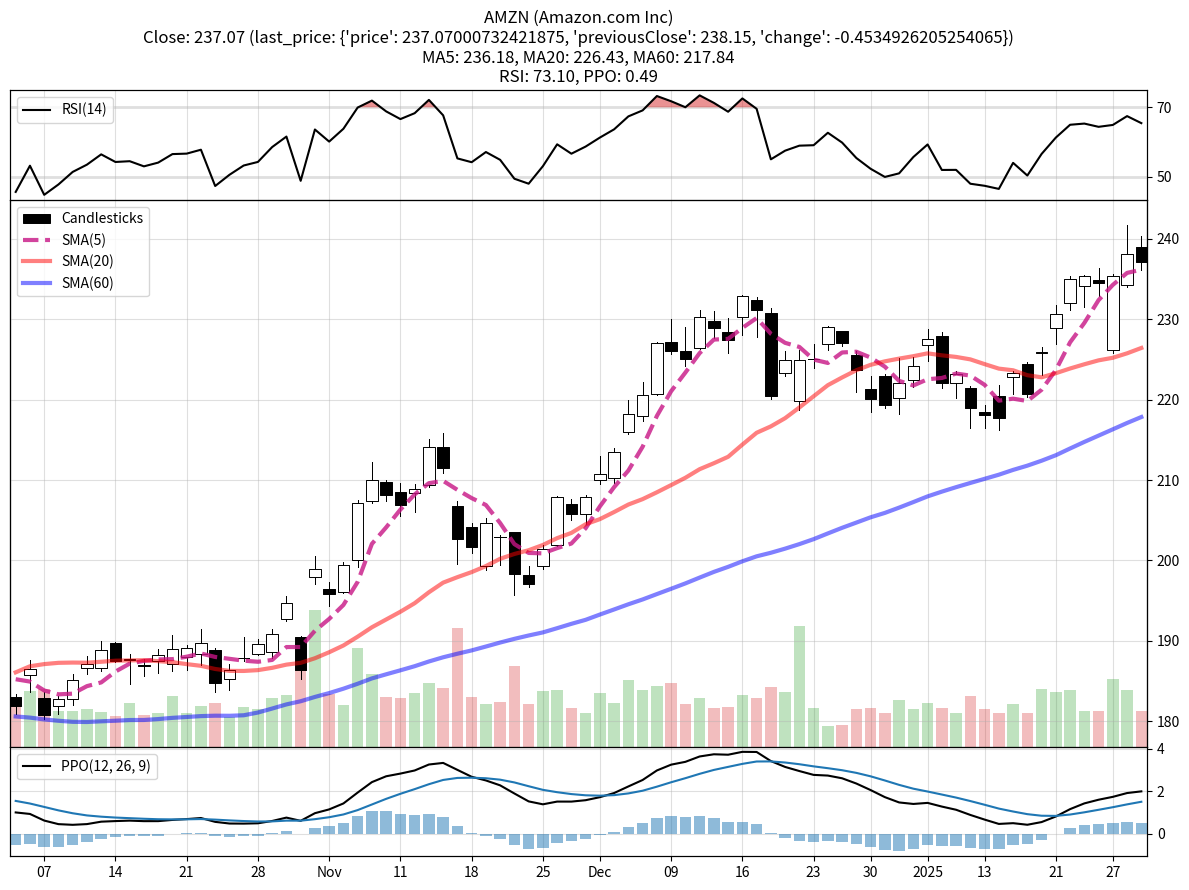 AMZN (Amazon.com Inc)
Close: 237.07 (last_price: {'price': 237.07000732421875, 'previousClose': 238.15, 'change': -0.4534926205254065})
MA5: 236.18, MA20: 226.43, MA60: 217.84
RSI: 73.10, PPO: 0.49
RSI(14)
70
50
Candlesticks
SMA(5)
SMA(20)
SMA(60)
240
230
220
210
200
190
180
PPO(12, 26, 9)
4
2
0
07 14 21 28 Nov 11 18 25 Dec 09 16 23 30 2025 13 21 27